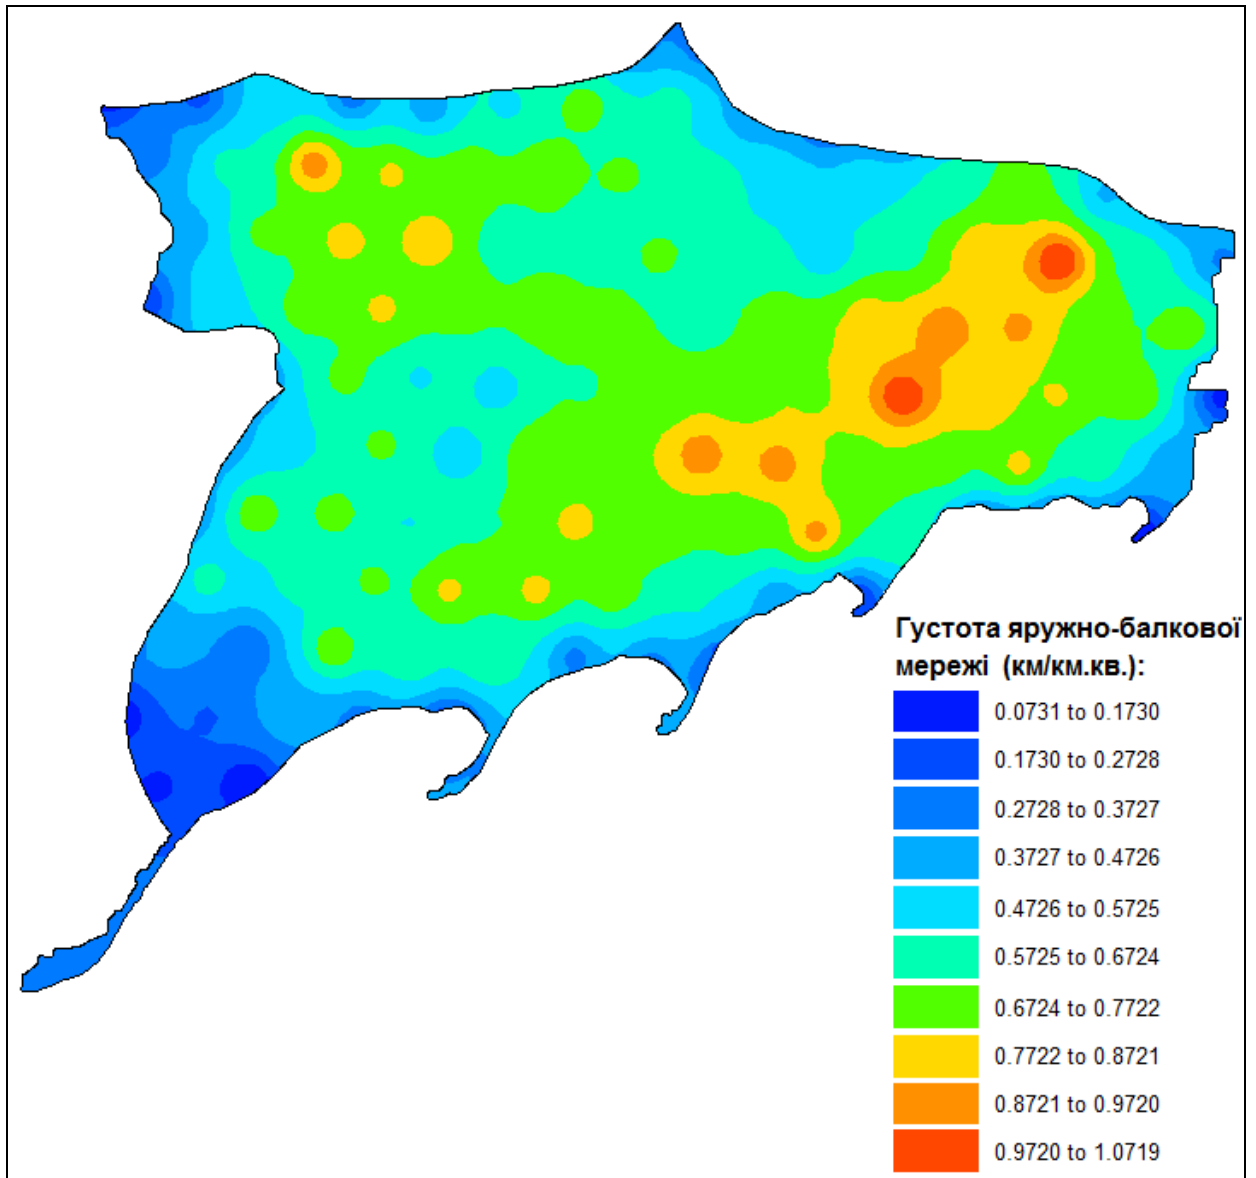 Густота яружно-балкової
мережі (км/км.кв.):
0.0731 to 0.1730
0.1730 to 0.2728
0.2728 to 0.3727
0.3727 to 0.4726
0.4726 to 0.5725
0.5725 to 0.6724
0.6724 to 0.7722
0.7722 to 0.8721
0.8721 to 0.9720
0.9720 to 1.0719